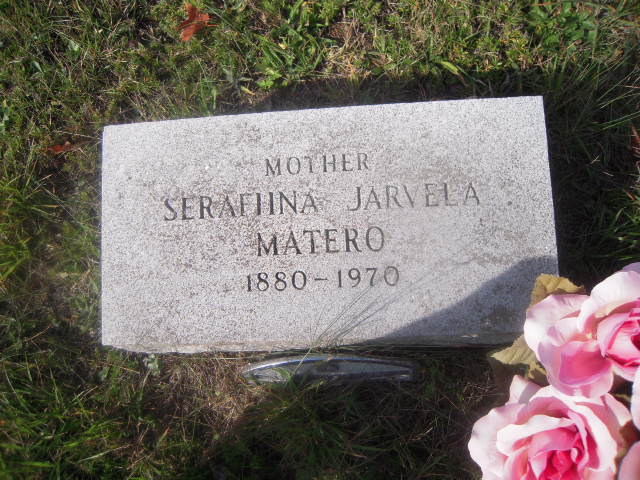 MOTHER
SERAFIINA JARVELA
MATERO
1880-1970